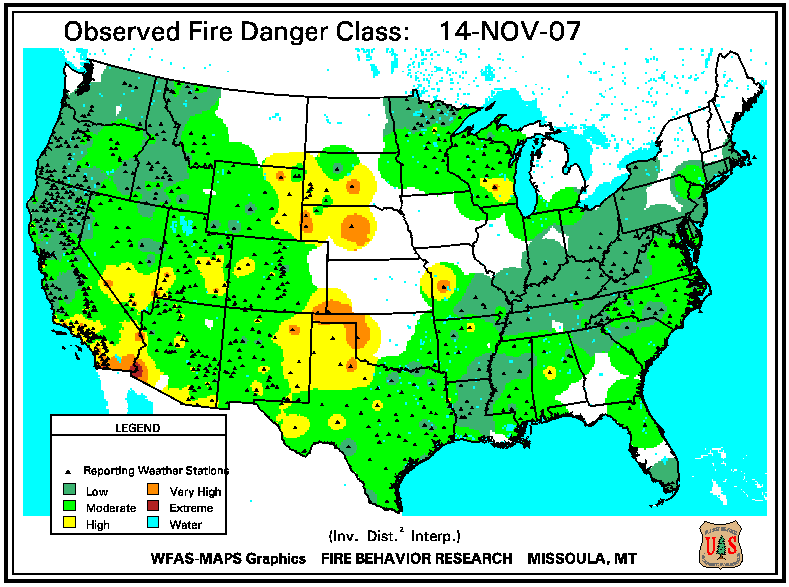 Observed Fire Danger Class: 14-NOV-07
LEGEND
Reporting Weather Stations
Low
Very High
Moderate
Extreme
High
Water
(Inv. Dist.² Interp.)
WFAS-MAPS Graphics FIRE BEHAVIOR RESEARCH MISSOULA, MT
U S